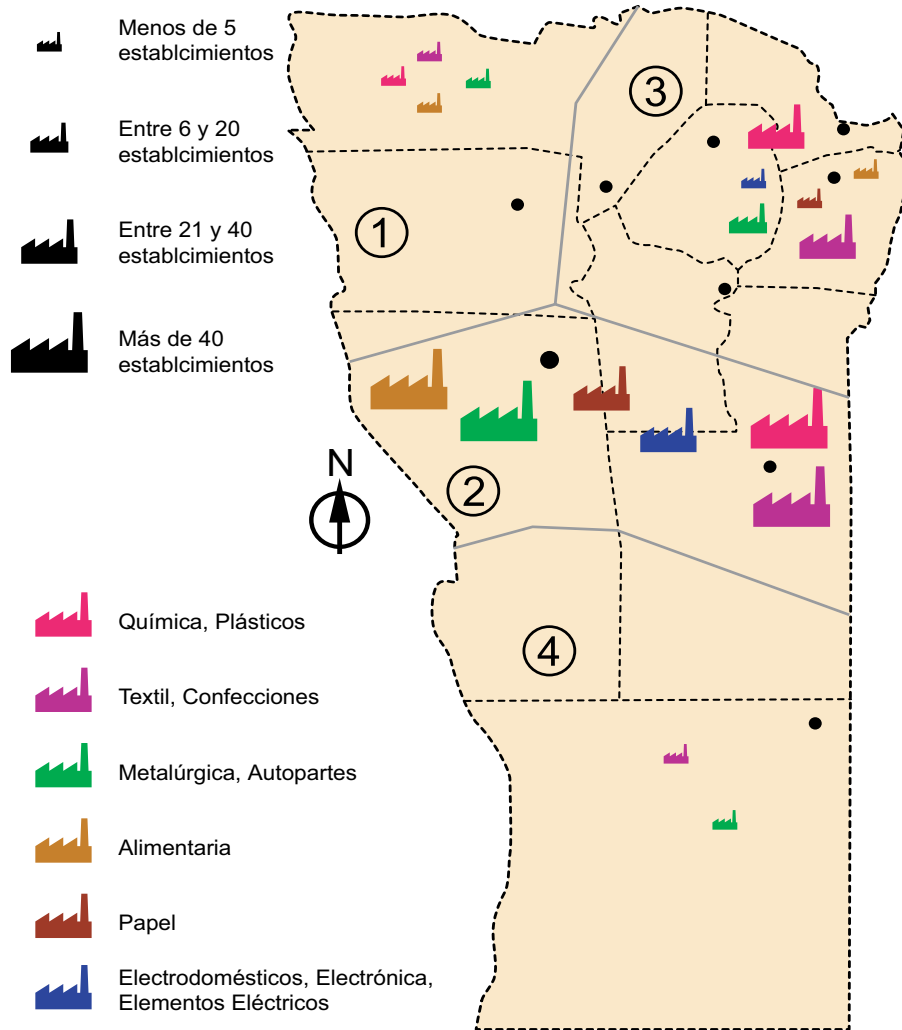 Menos de 5
establcimientos
Entre 6 y 20
establcimientos
Entre 21 y 40
establcimientos
Más de 40
establcimientos
1
2
3
4
N
Química, Plásticos
Textil, Confecciones
Metalúrgica, Autopartes
Alimentaria
Papel
Electrodomésticos, Electrónica,
Elementos Eléctricos